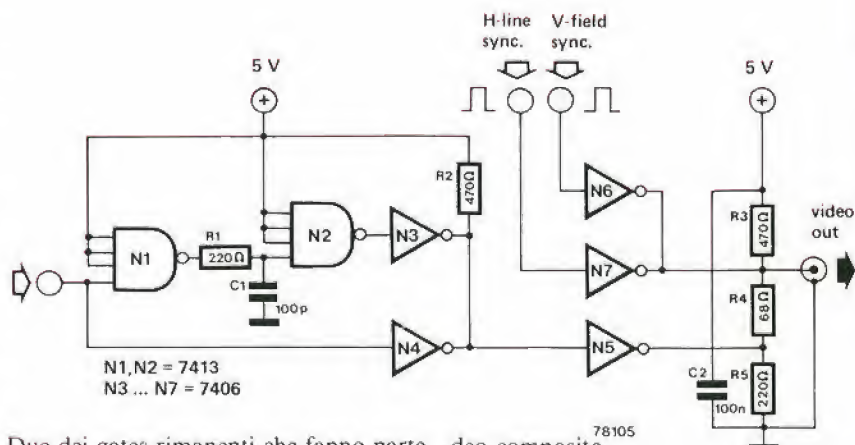 H-line V-field
sync. sync.
5 V
5 V
+
+
R2
470Ω
N6
R3
470Ω
video
out
N1
R1
220Ω
N2
N3
N7
R4
68Ω
C1
100p
N4
N5
C2
100n
R5
220Ω
N1,N2 = 7413
N3 ... N7 = 7406
78105
Due dei gates rimanenti che fanno parte
deo composite